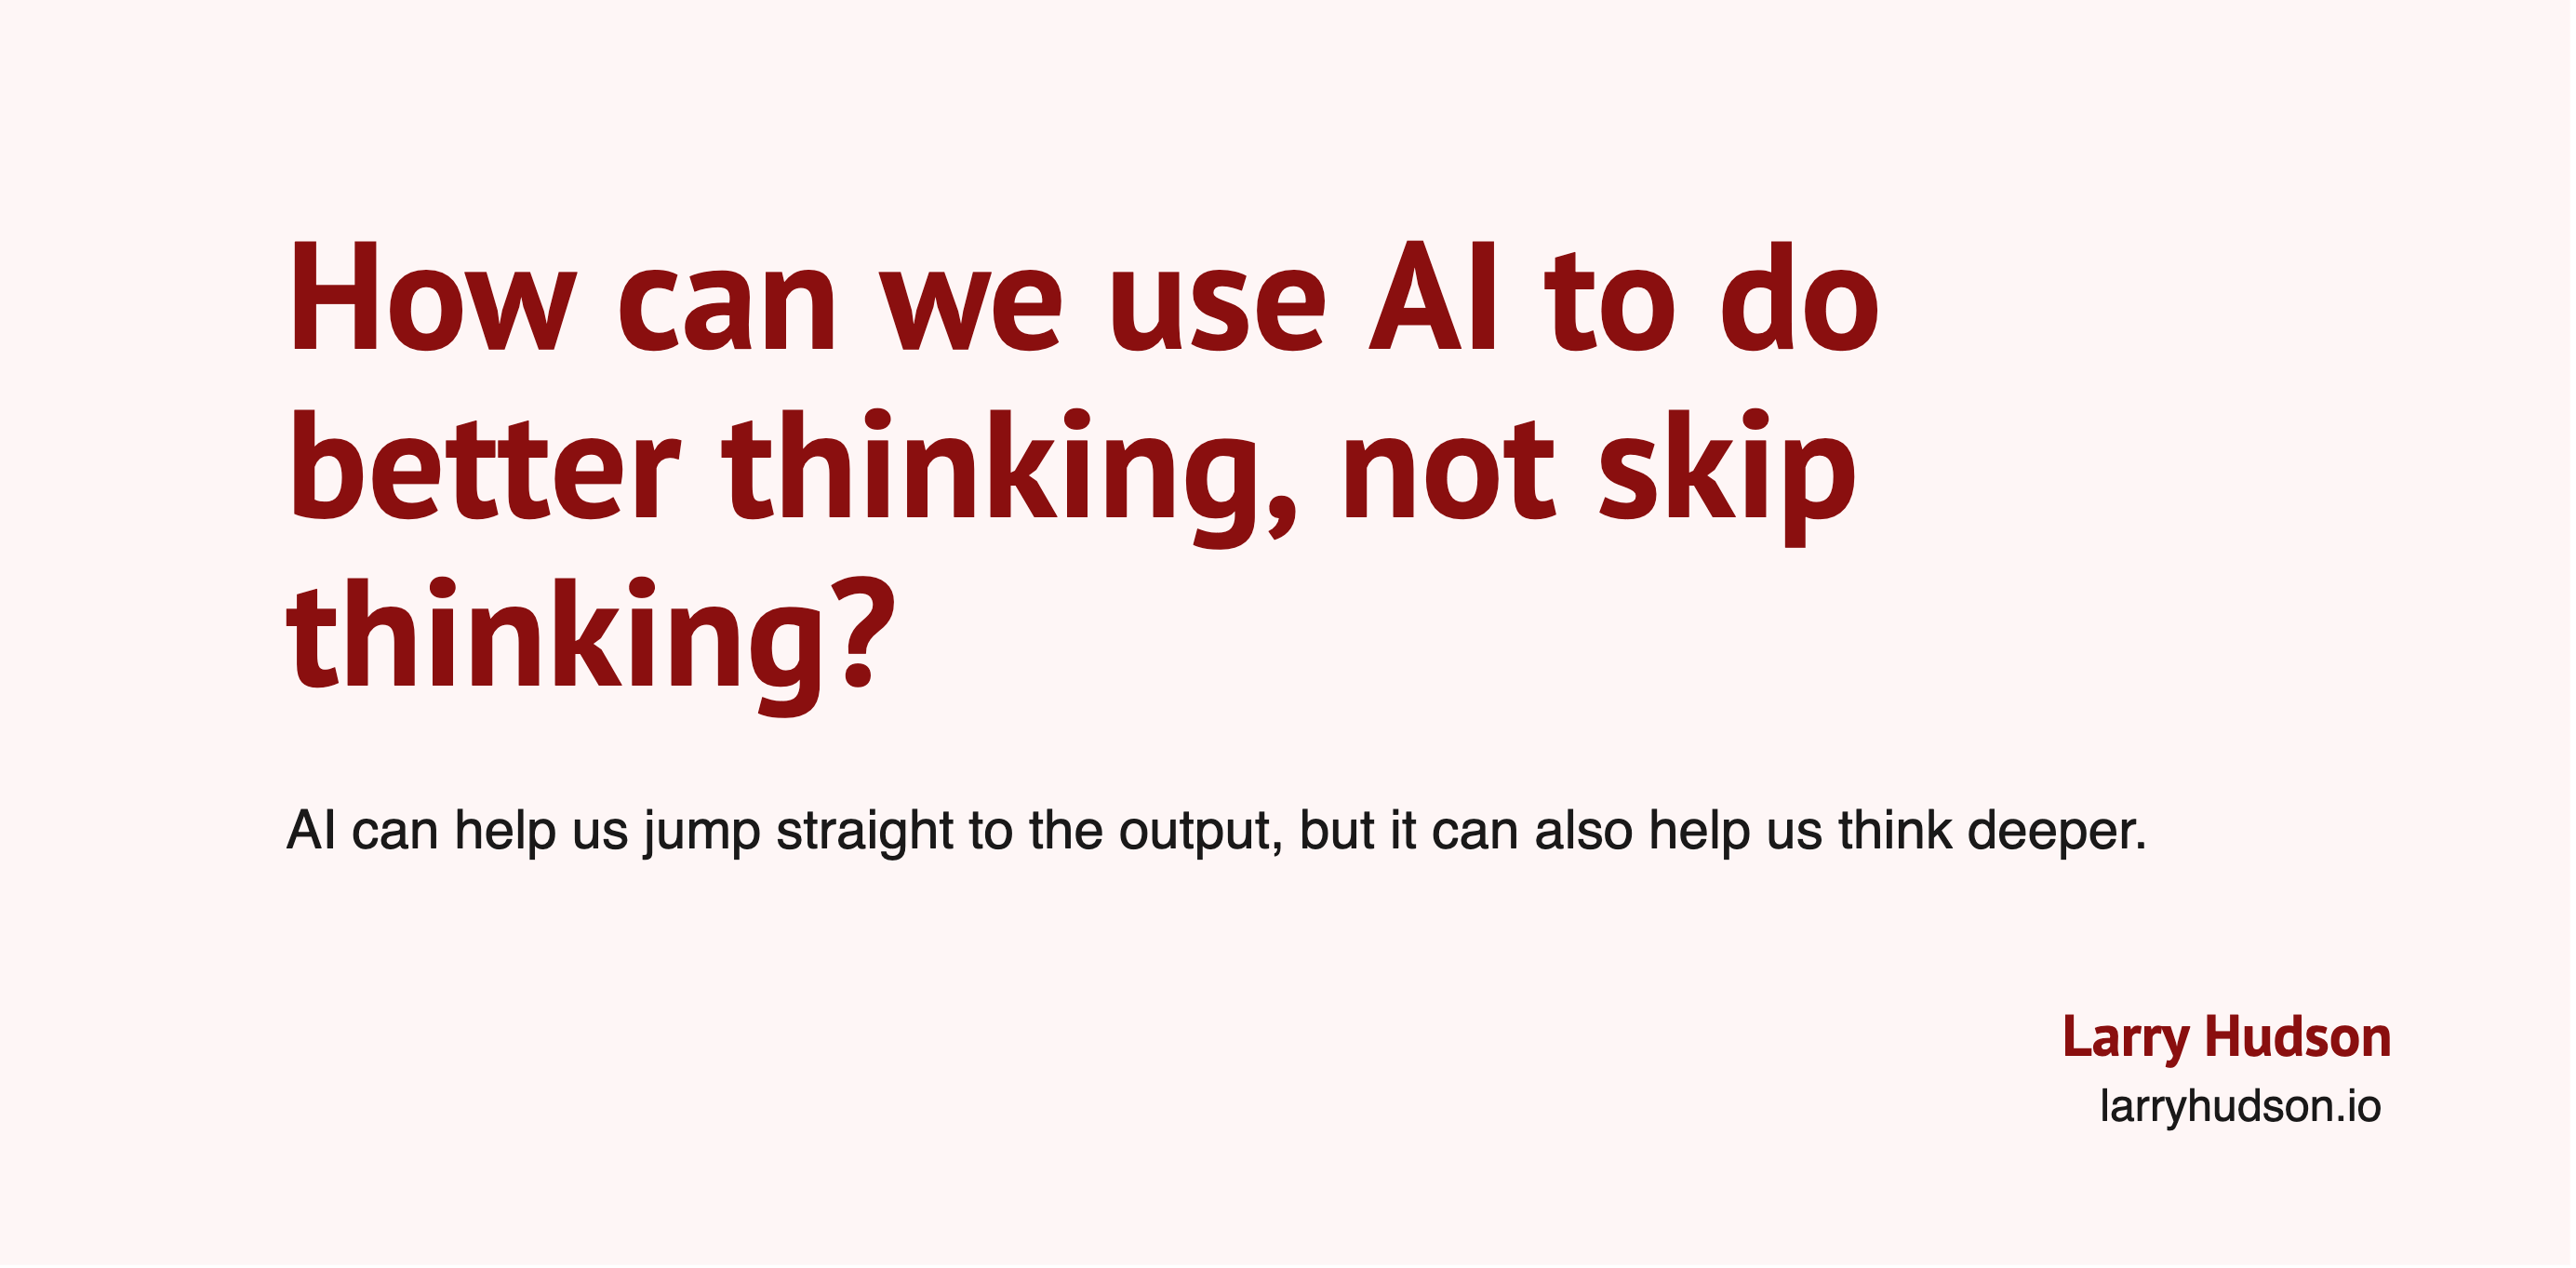 How can we use AI to do
better thinking, not skip
thinking?
AI can help us jump straight to the output, but it can also help us think deeper.
Larry Hudson
larryhudson.io